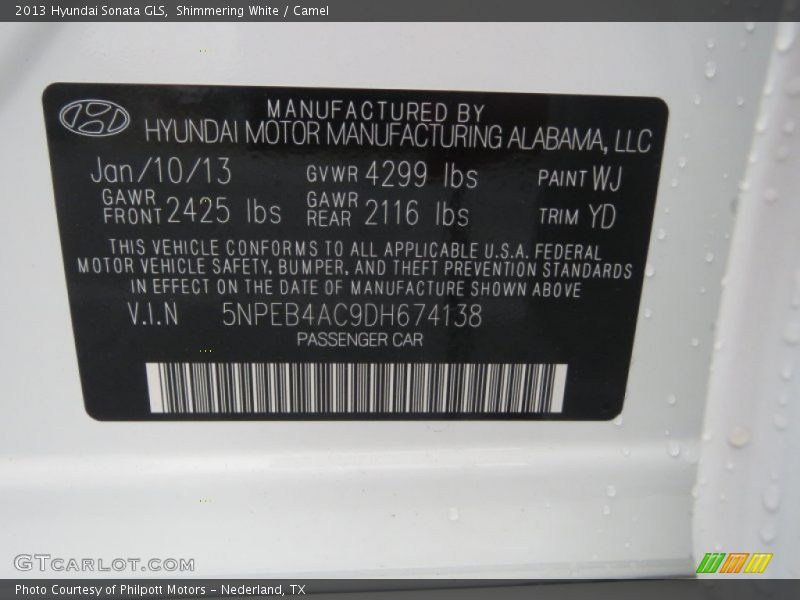 2013 Hyundai Sonata GLS, Shimmering White / Camel
MANUFACTURED BY
HYUNDAI MOTOR MANUFACTURING ALABAMA, LLC
Jan/10/13 GVWR 4299 lbs PAINT WJ
GAWR FRONT 2425 lbs GAWR REAR 2116 lbs TRIM YD
THIS VEHICLE CONFORMS TO ALL APPLICABLE U.S.A. FEDERAL
MOTOR VEHICLE SAFETY, BUMPER, AND THEFT PREVENTION STANDARDS
IN EFFECT ON THE DATE OF MANUFACTURE SHOWN ABOVE
V.I.N 5NPEB4AC9DH674138
PASSENGER CAR
GTcarlot.com
Photo Courtesy of Philpott Motors - Nederland, TX